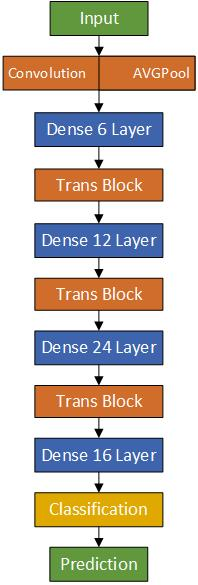 Input
Convolution AVGPool
Dense 6 Layer
Trans Block
Dense 12 Layer
Trans Block
Dense 24 Layer
Trans Block
Dense 16 Layer
Classification
Prediction